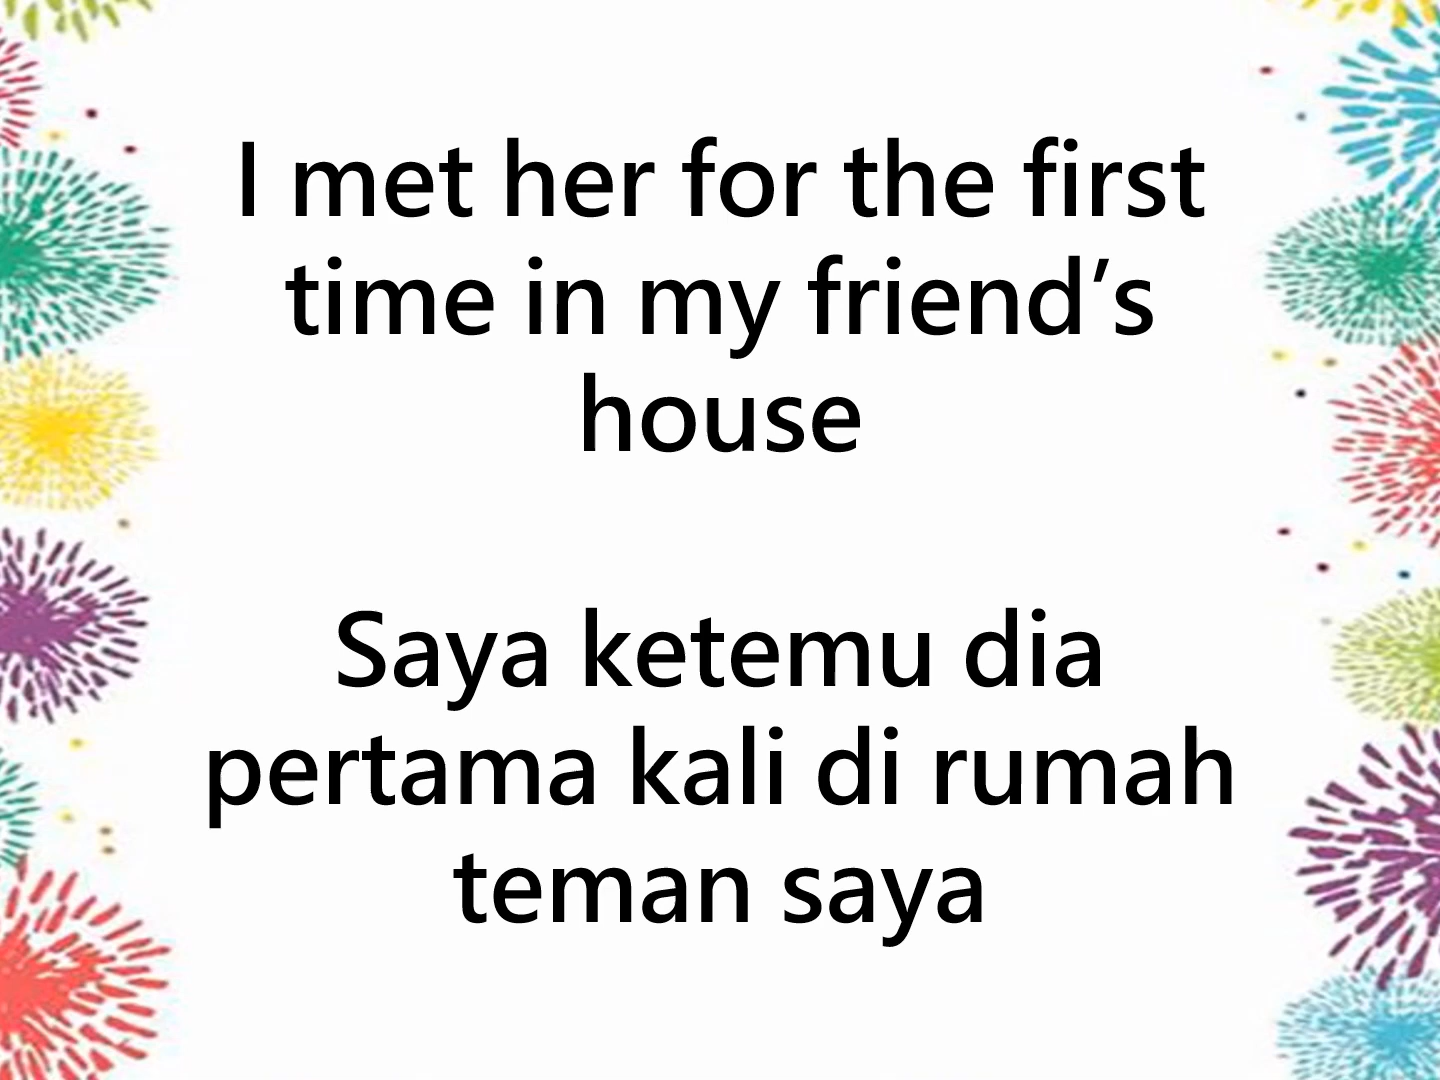 I met her for the first
time in my friend’s
house
Saya ketemu dia
pertama kali di rumah
teman saya